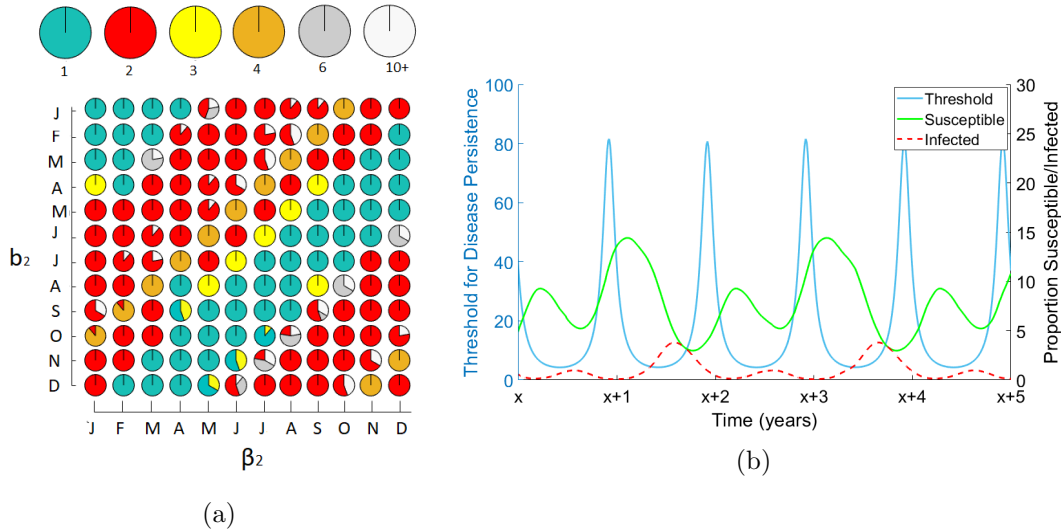 1 2 3 4 6 10+
J
F
M
A
M
J
J
A
S
O
N
D
b2
J F M A M J J A S O N D
β2
(a)
100
80
60
40
20
0
Threshold for Disease Persistence
30
25
20
15
10
5
0
Proportion Susceptible/Infected
Threshold
Susceptible
Infected
x x+1 x+2 x+3 x+4 x+5
Time (years)
(b)